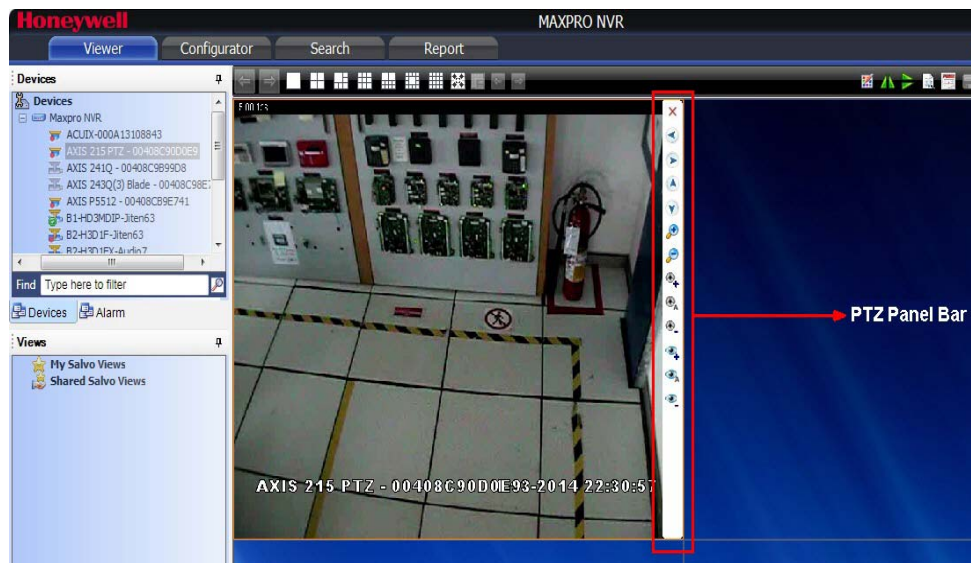 Honeywell
MAXPRO NVR
Viewer
Configurator
Search
Report
Devices
Devices
Maxpro NVR
ACUIX-000A13108843
AXIS 215 PTZ - 00408C90D0E9
AXIS 241Q - 00408C9B99D8
AXIS 243Q(3) Blade - 00408C98E
AXIS P5512 - 00408CB9E741
B1-HD3MDIP-Jiten63
B2-H3D1F-Jiten63
B2-H3D1FX-Audio7
Find Type here to filter
Devices
Alarm
Views
My Salvo Views
Shared Salvo Views
AXIS 215 PTZ - 00408C90D0E93-2014 22:30:57
PTZ Panel Bar